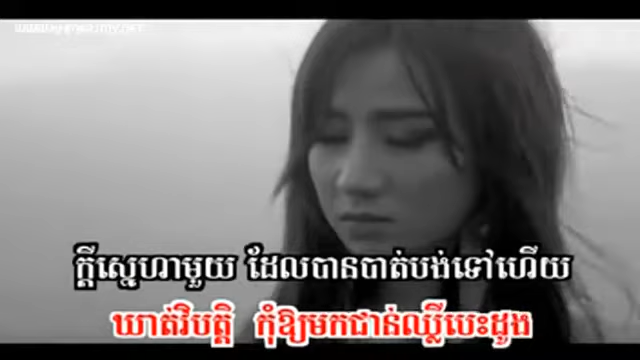 ក្តីស្នេហាមួយ ដែលបានបាត់បង់ទៅហើយ
ឃាត់វិបត្តិ កុំឱ្យមកជាន់ឈ្លីបេះដូង